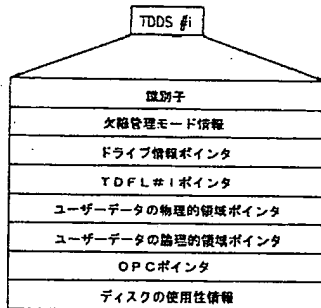 TDDS #i
識別子
欠陥管理モード情報
ドライブ情報ポインタ
TDFL#iポインタ
ユーザーデータの物理的領域ポインタ
ユーザーデータの論理的領域ポインタ
OPCポインタ
ディスクの使用性情報